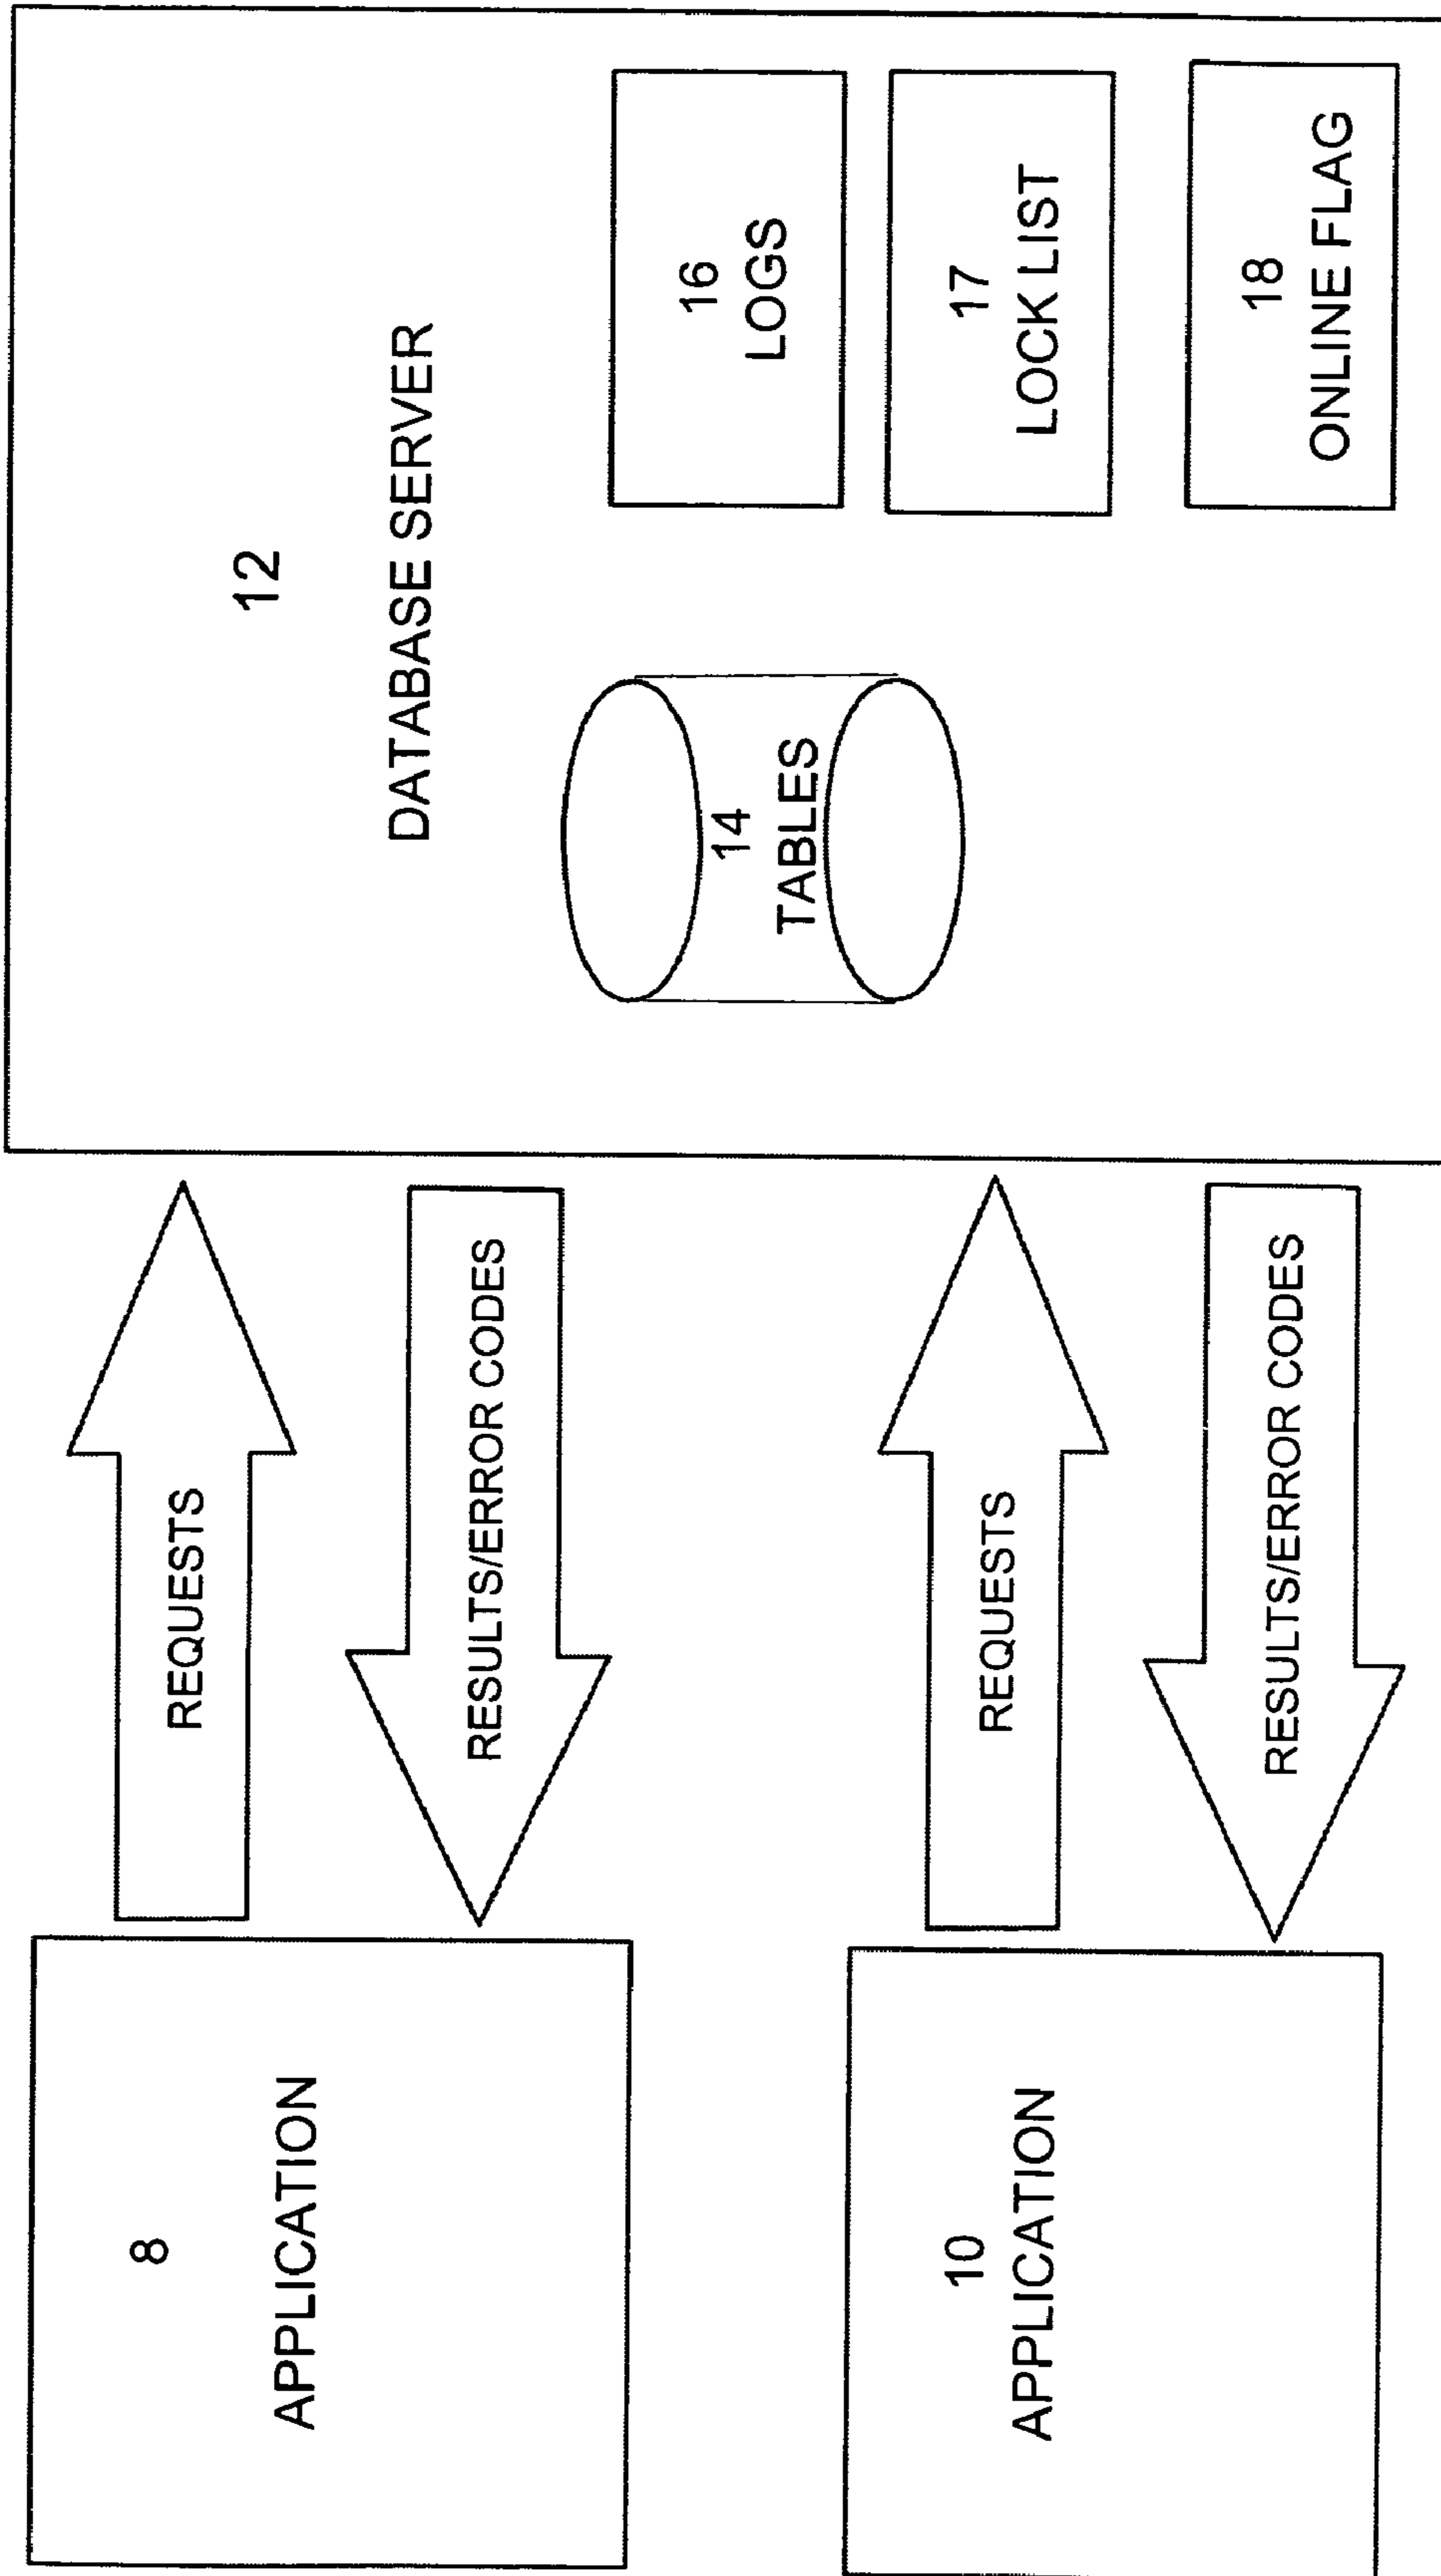 8
APPLICATION
REQUESTS
RESULTS/ERROR CODES
10
APPLICATION
REQUESTS
RESULTS/ERROR CODES
12
DATABASE SERVER
14
TABLES
16
LOGS
17
LOCK LIST
18
ONLINE FLAG